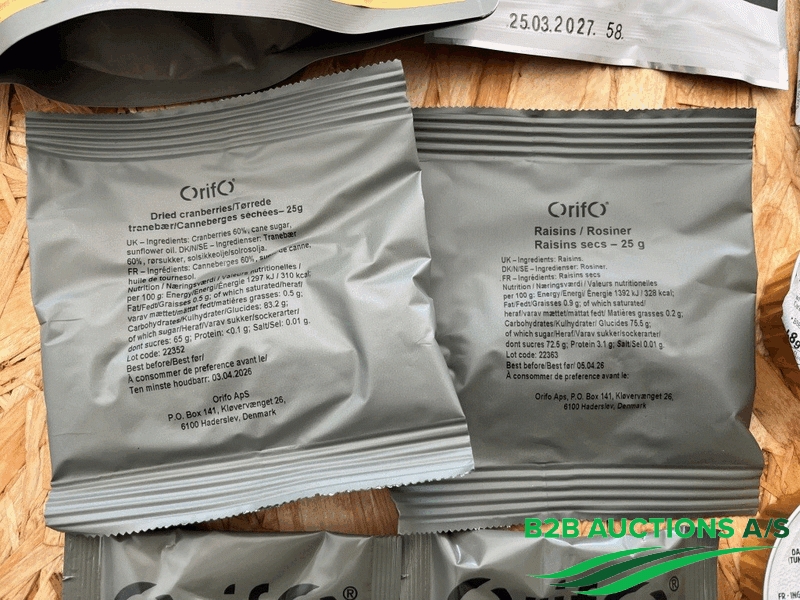 25.03.2027. 58.
OrifO®
Dried cranberries/Tørrede
tranebær/Canneberges séchées– 25g
UK – Ingredients: Cranberries 60%, cane sugar,
sunflower oil. DK/N/SE – Ingredienser: Tranebær
60%, rørsukker, solsikkeolje/solrosolja.
FR – Ingrédients: Canneberges 60%, sucre de canne,
huile de tournesol.
Nutrition / Næringsværdi / Valeurs nutritionelles /
per 100 g: Energy/Energi/Énergie 1297 kJ / 310 kcal;
Fat/Fedt/Graisses 0.5 g; of which saturated/heraf/
varav mættet/mättat fedt/matières grasses: 0.5 g;
Carbohydrates/Kulhydrater/ Glucides: 83.2 g;
of which sugar/Heraf/Varav sukker/sockerarter/
dont sucres: 65 g; Protein: <0.1 g; Salt/Sel: 0.01 g.
Lot code: 22352
Best before/Best før/
À consommer de preference avant le/
Ten minste houdbarr: 03.04.2026
Orifo ApS
P.O. Box 141, Kløvervænget 26,
6100 Haderslev, Denmark
OrifO®
Raisins / Rosiner
Raisins secs – 25 g
UK – Ingredients: Raisins.
DK/N/SE – Ingredienser: Rosiner.
FR – Ingrédients: Raisins secs
Nutrition / Næringsværdi / Valeurs nutritionelles
per 100 g: Energy/Energi/ Énergie 1392 kJ / 328 kcal;
Fat/Fedt/Graisses 0.9 g; of which saturated/
heraf/varav mættet/mättat fedt/ Matières grasses 0.2 g;
Carbohydrates/Kulhydrater/ Glucides 75.5 g;
of which sugar/Heraf/Varav sukker/sockerarter/
dont sucres 72.5 g; Protein 3.1 g; Salt/Sel 0.01 g.
Lot code: 22363
Best before/Best før/ 05.04.26
À consommer de preference avant le:
Orifo Aps, P.O. Box 141, Kløvervænget 26,
6100 Haderslev, Denmark
B2B AUCTIONS A/S
OrifO®
OrifO®